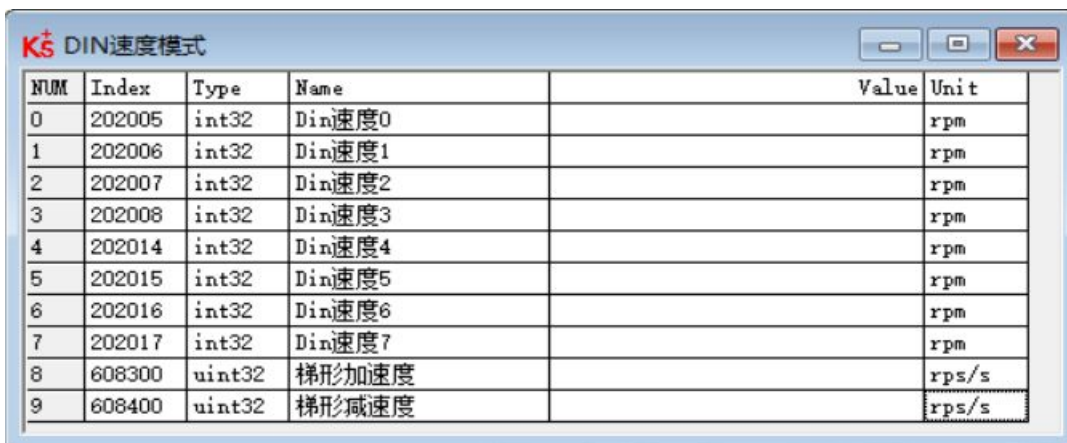 K+S DIN速度模式
NUM Index Type Name Value Unit
0 202005 int32 Din速度0 rpm
1 202006 int32 Din速度1 rpm
2 202007 int32 Din速度2 rpm
3 202008 int32 Din速度3 rpm
4 202014 int32 Din速度4 rpm
5 202015 int32 Din速度5 rpm
6 202016 int32 Din速度6 rpm
7 202017 int32 Din速度7 rpm
8 608300 uint32 梯形加速度 rps/s
9 608400 uint32 梯形减速度 rps/s